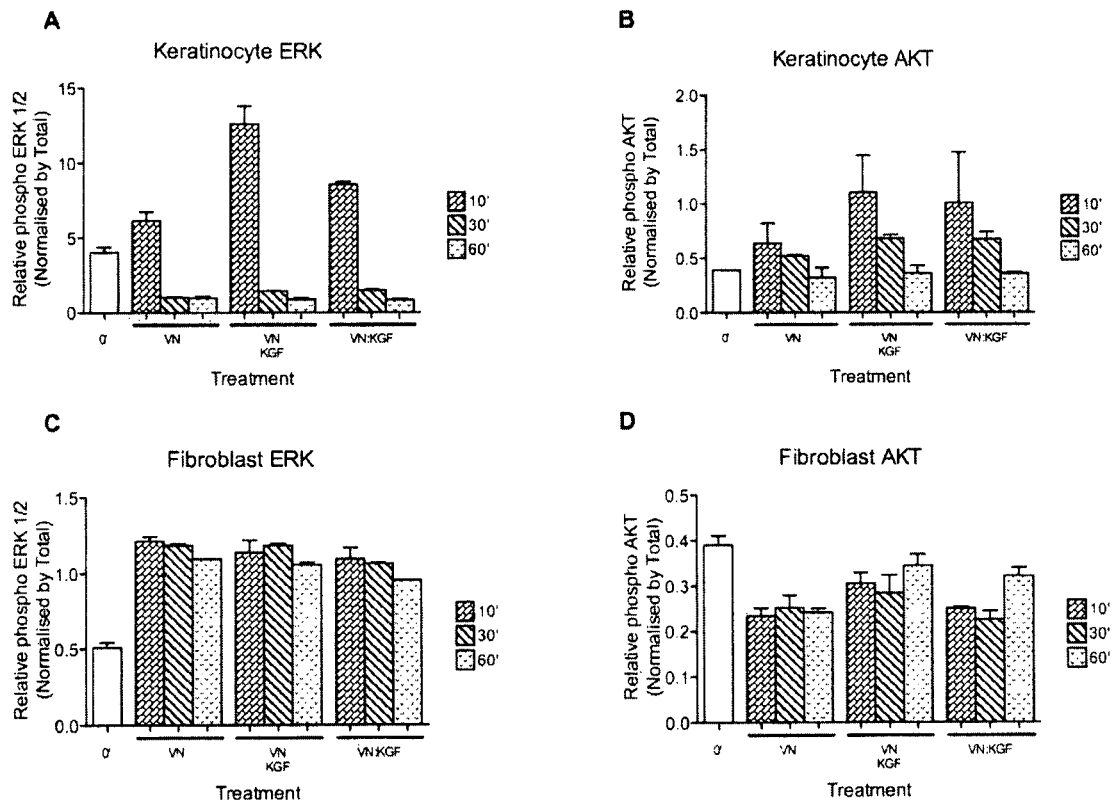 A
Keratinocyte ERK
Relative phospho ERK 1/2
(Normalised by Total)
15
10
5
0
0'
VN
VN
KGF
VN:KGF
Treatment
10'
30'
60'
B
Keratinocyte AKT
Relative phospho AKT
(Normalised by Total)
2.0
1.5
1.0
0.5
0.0
0'
VN
VN
KGF
VN:KGF
Treatment
10'
30'
60'
C
Fibroblast ERK
Relative phospho ERK 1/2
(Normalised by Total)
1.5
1.0
0.5
0.0
0'
VN
VN
KGF
VN:KGF
Treatment
10'
30'
60'
D
Fibroblast AKT
Relative phospho AKT
(Normalised by Total)
0.5
0.4
0.3
0.2
0.1
0.0
0'
VN
VN
KGF
VN:KGF
Treatment
10'
30'
60'